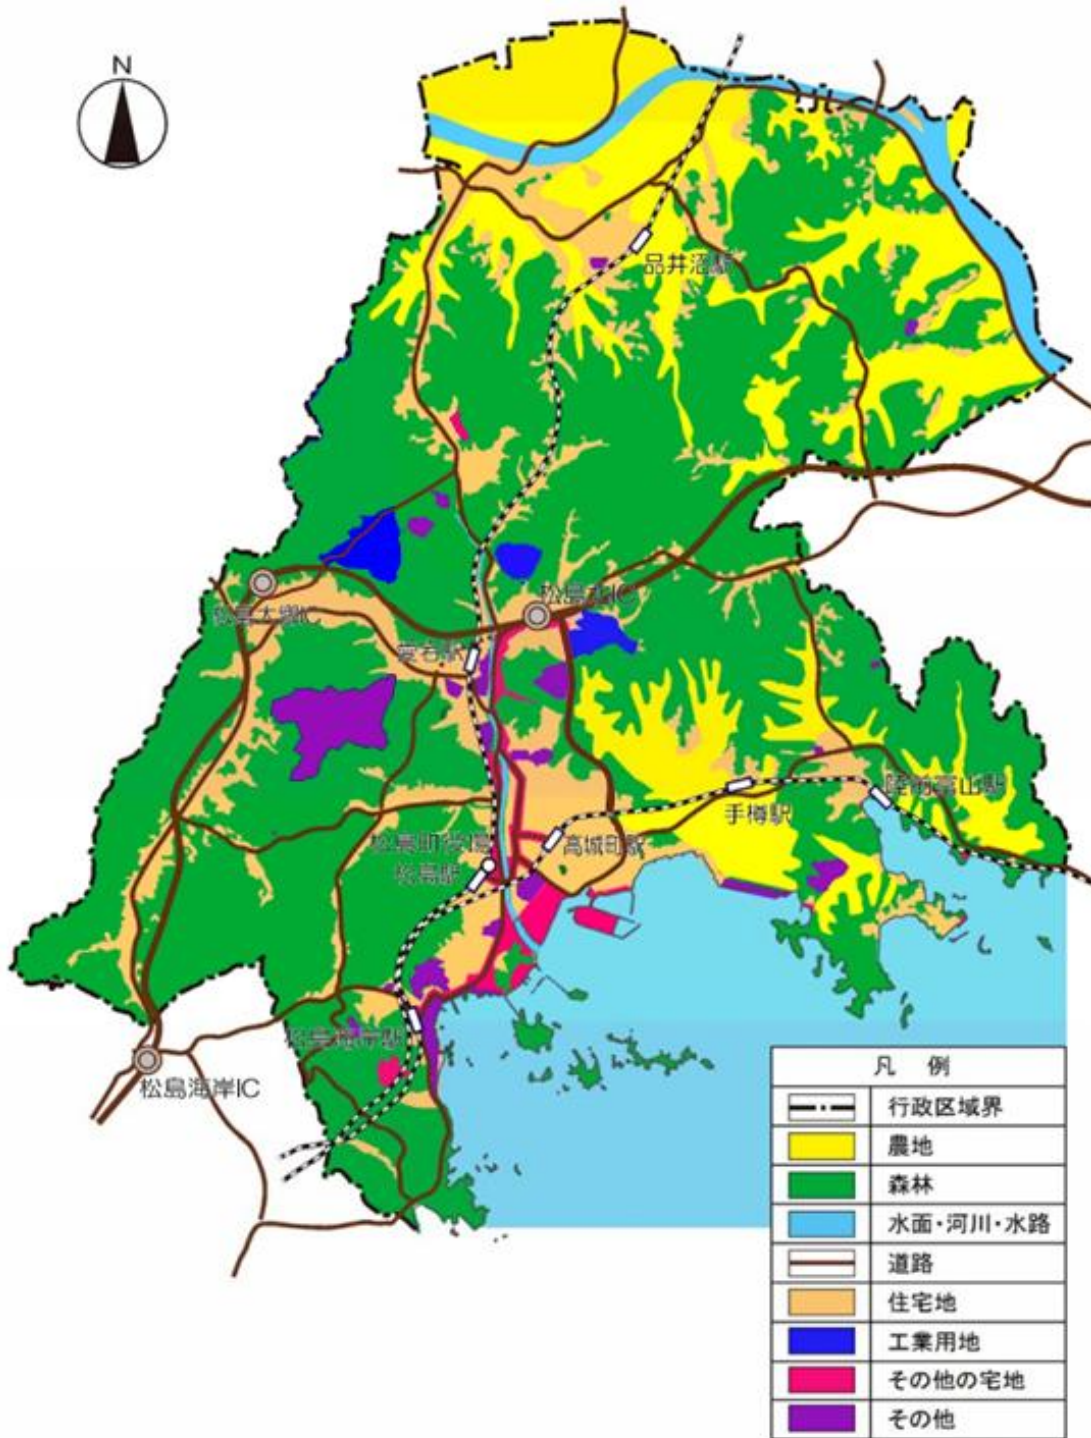 N
品井沼駅
松島北IC
松島大郷IC
愛宕駅
陸前富山駅
手樽駅
松島町役場
高城町駅
松島駅
松島海岸駅
松島海岸IC
凡 例
行政区域界
農地
森林
水面・河川・水路
道路
住宅地
工業用地
その他の宅地
その他